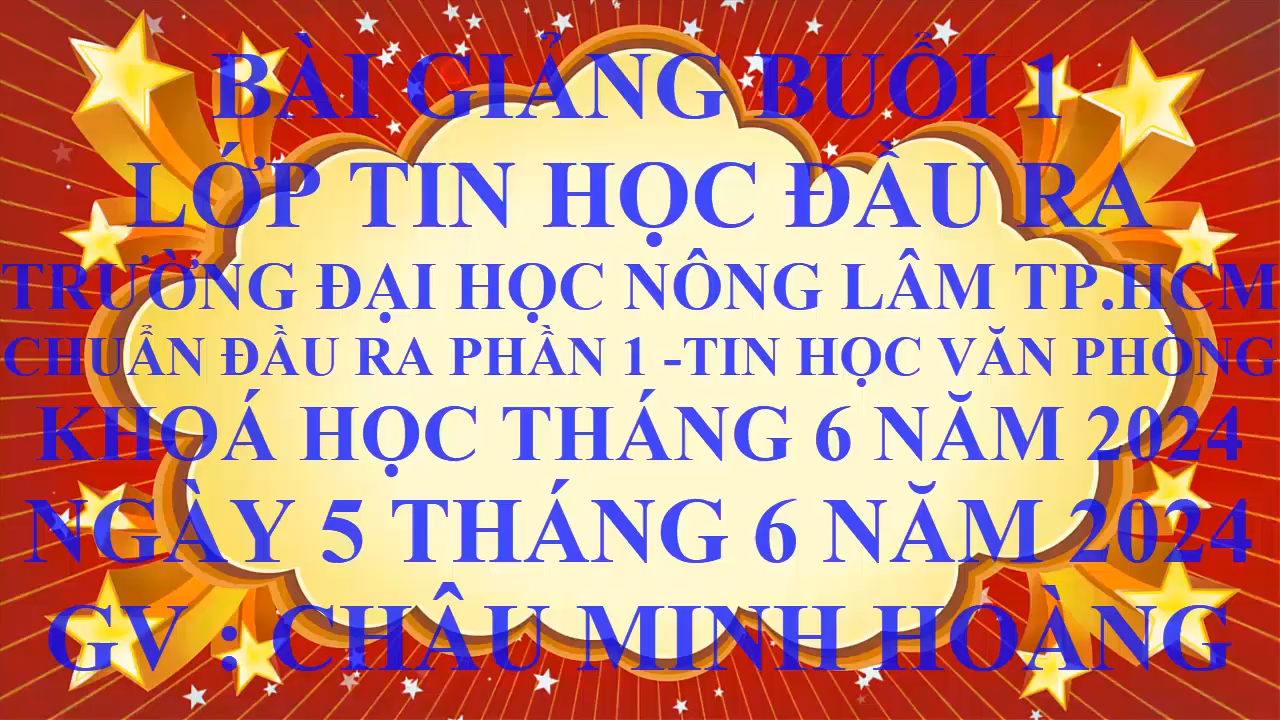 BÀI GIẢNG BUỔI 1
LỚP TIN HỌC ĐẦU RA
TRƯỜNG ĐẠI HỌC NÔNG LÂM TP.HCM
CHUẨN ĐẦU RA PHẦN 1 -TIN HỌC VĂN PHÒNG
KHOÁ HỌC THÁNG 6 NĂM 2024
NGÀY 5 THÁNG 6 NĂM 2024
GV : CHÂU MINH HOÀNG